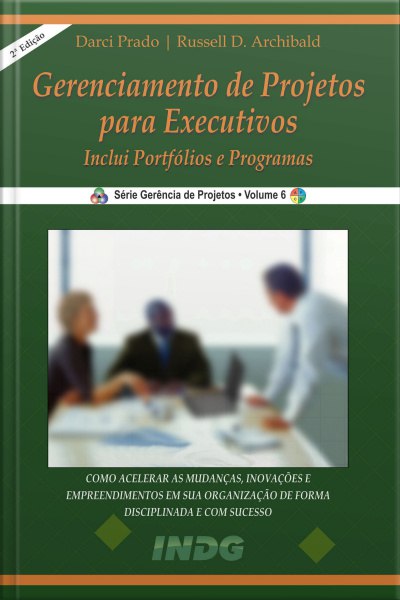 2ª Edição
Darci Prado | Russell D. Archibald
Gerenciamento de Projetos
para Executivos
Inclui Portfólios e Programas
Série Gerência de Projetos • Volume 6
COMO ACELERAR AS MUDANÇAS, INOVAÇÕES E
EMPREENDIMENTOS EM SUA ORGANIZAÇÃO DE FORMA
DISCIPLINADA E COM SUCESSO
INDG